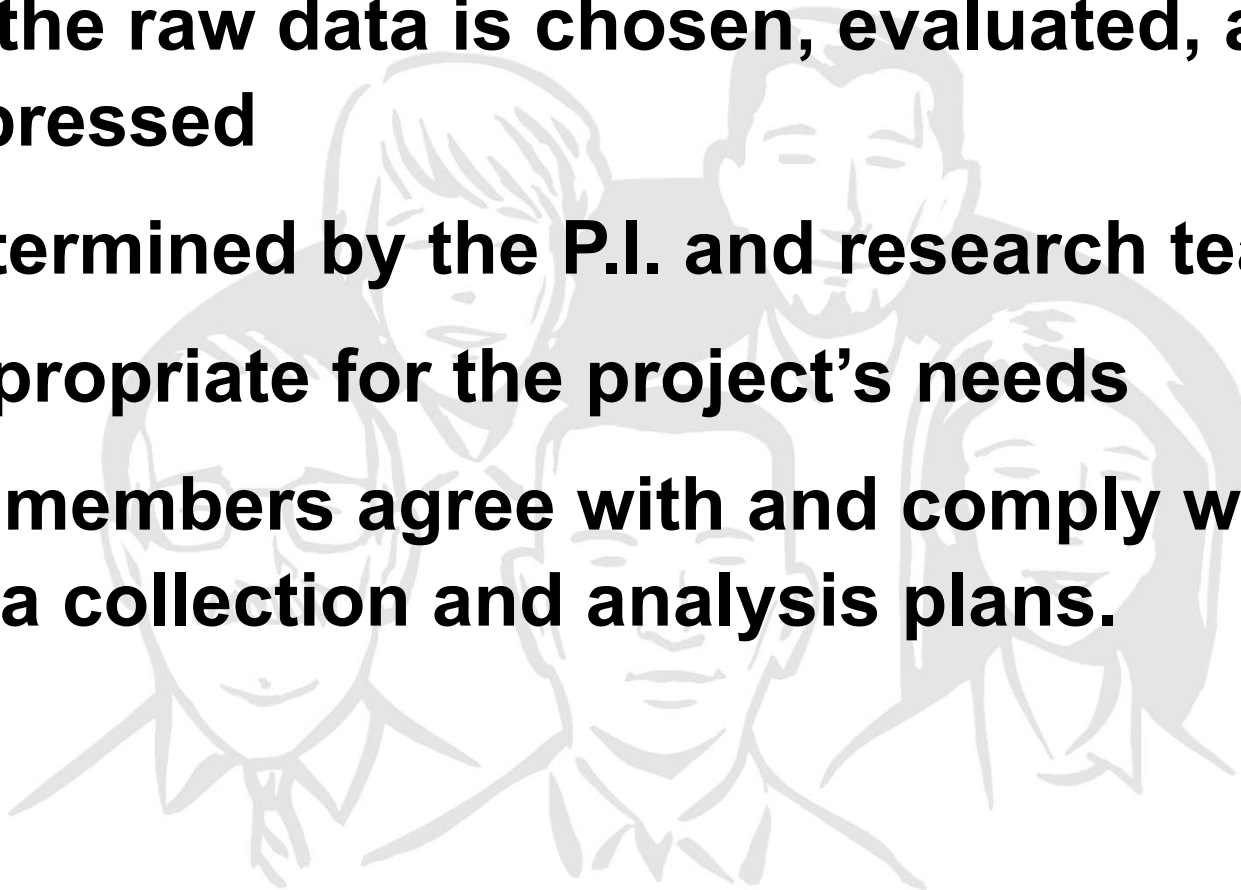 the raw data is chosen, evaluated, a
pressed
termined by the P.I. and research tea
propriate for the project’s needs
members agree with and comply w
a collection and analysis plans.